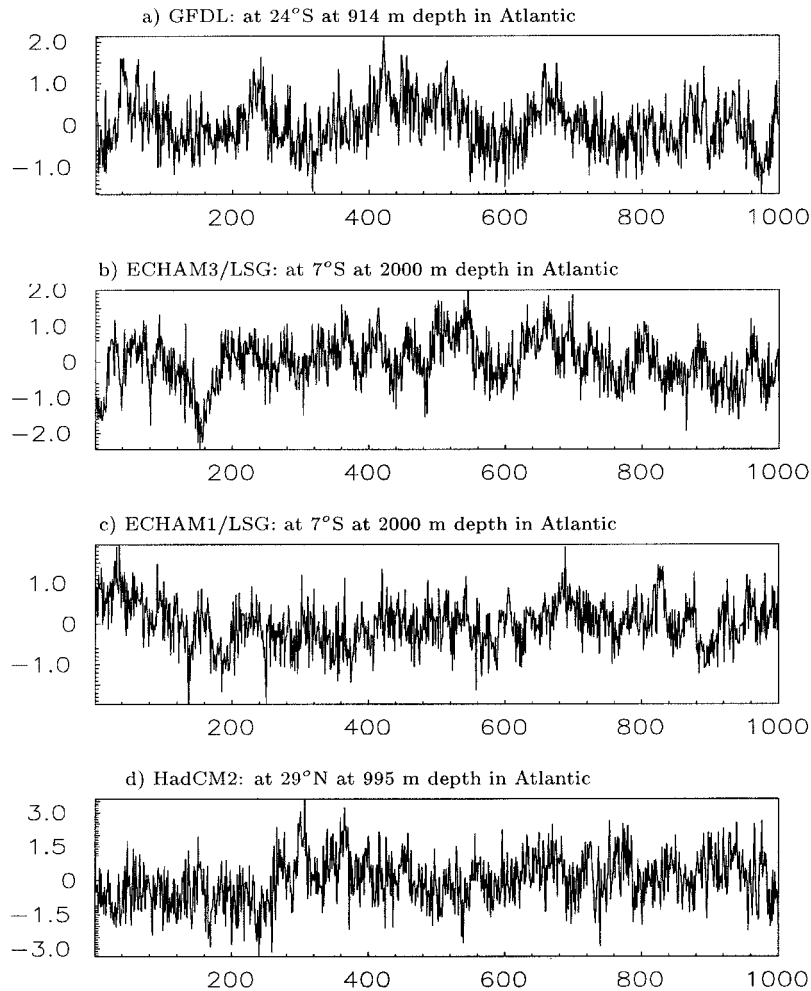 a) GFDL: at 24°S at 914 m depth in Atlantic
2.0
1.0
0
−1.0
200 400 600 800 1000
b) ECHAM3/LSG: at 7°S at 2000 m depth in Atlantic
2.0
1.0
0
−1.0
−2.0
200 400 600 800 1000
c) ECHAM1/LSG: at 7°S at 2000 m depth in Atlantic
1.0
0
−1.0
200 400 600 800 1000
d) HadCM2: at 29°N at 995 m depth in Atlantic
3.0
1.5
0
−1.5
−3.0
200 400 600 800 1000